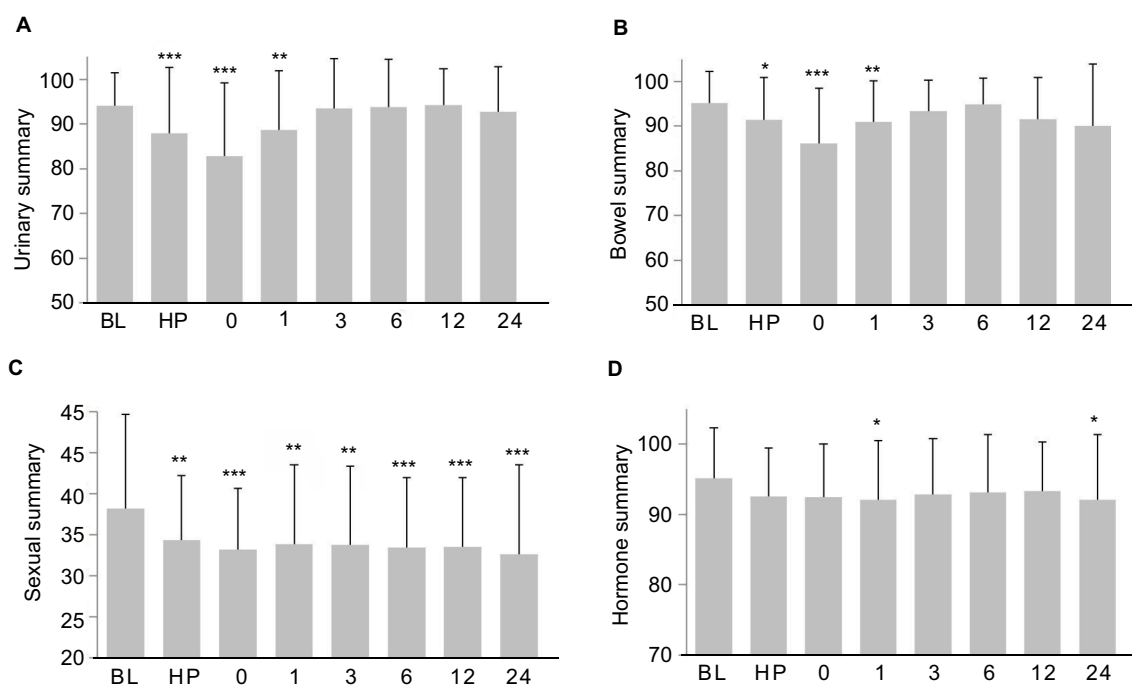 A
Urinary summary
100
90
80
70
60
50
*** *** **
BL HP 0 1 3 6 12 24
B
Bowel summary
100
90
80
70
60
50
* *** **
BL HP 0 1 3 6 12 24
C
Sexual summary
45
45
40
35
30
25
20
** *** ** ** *** *** ***
BL HP 0 1 3 6 12 24
D
Hormone summary
100
90
80
70
* *
BL HP 0 1 3 6 12 24